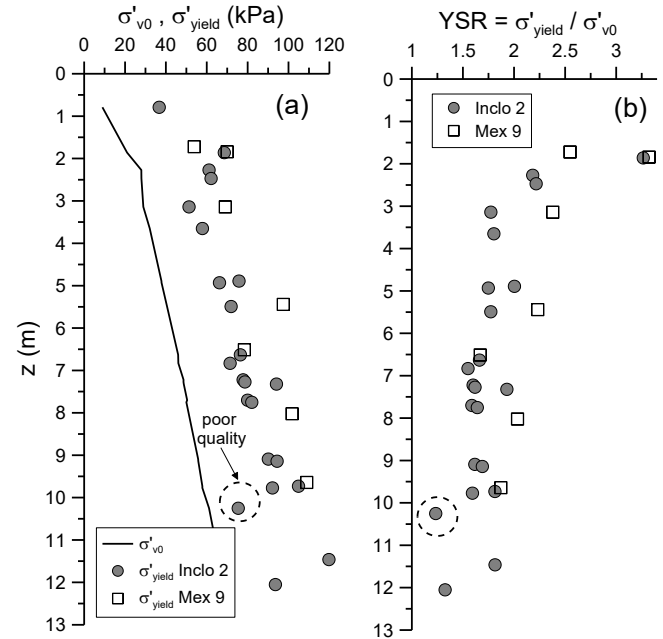 σ'v0 , σ'yield (kPa)
0 20 40 60 80 100 120
0
1
2
3
4
5
6
7
8
9
10
11
12
13
z (m)
(a)
poor
quality
σ'v0
σ'yield Inclo 2
σ'yield Mex 9
YSR = σ'yield / σ'v0
1 1.5 2 2.5 3
0
1
2
3
4
5
6
7
8
9
10
11
12
13
(b)
Inclo 2
Mex 9